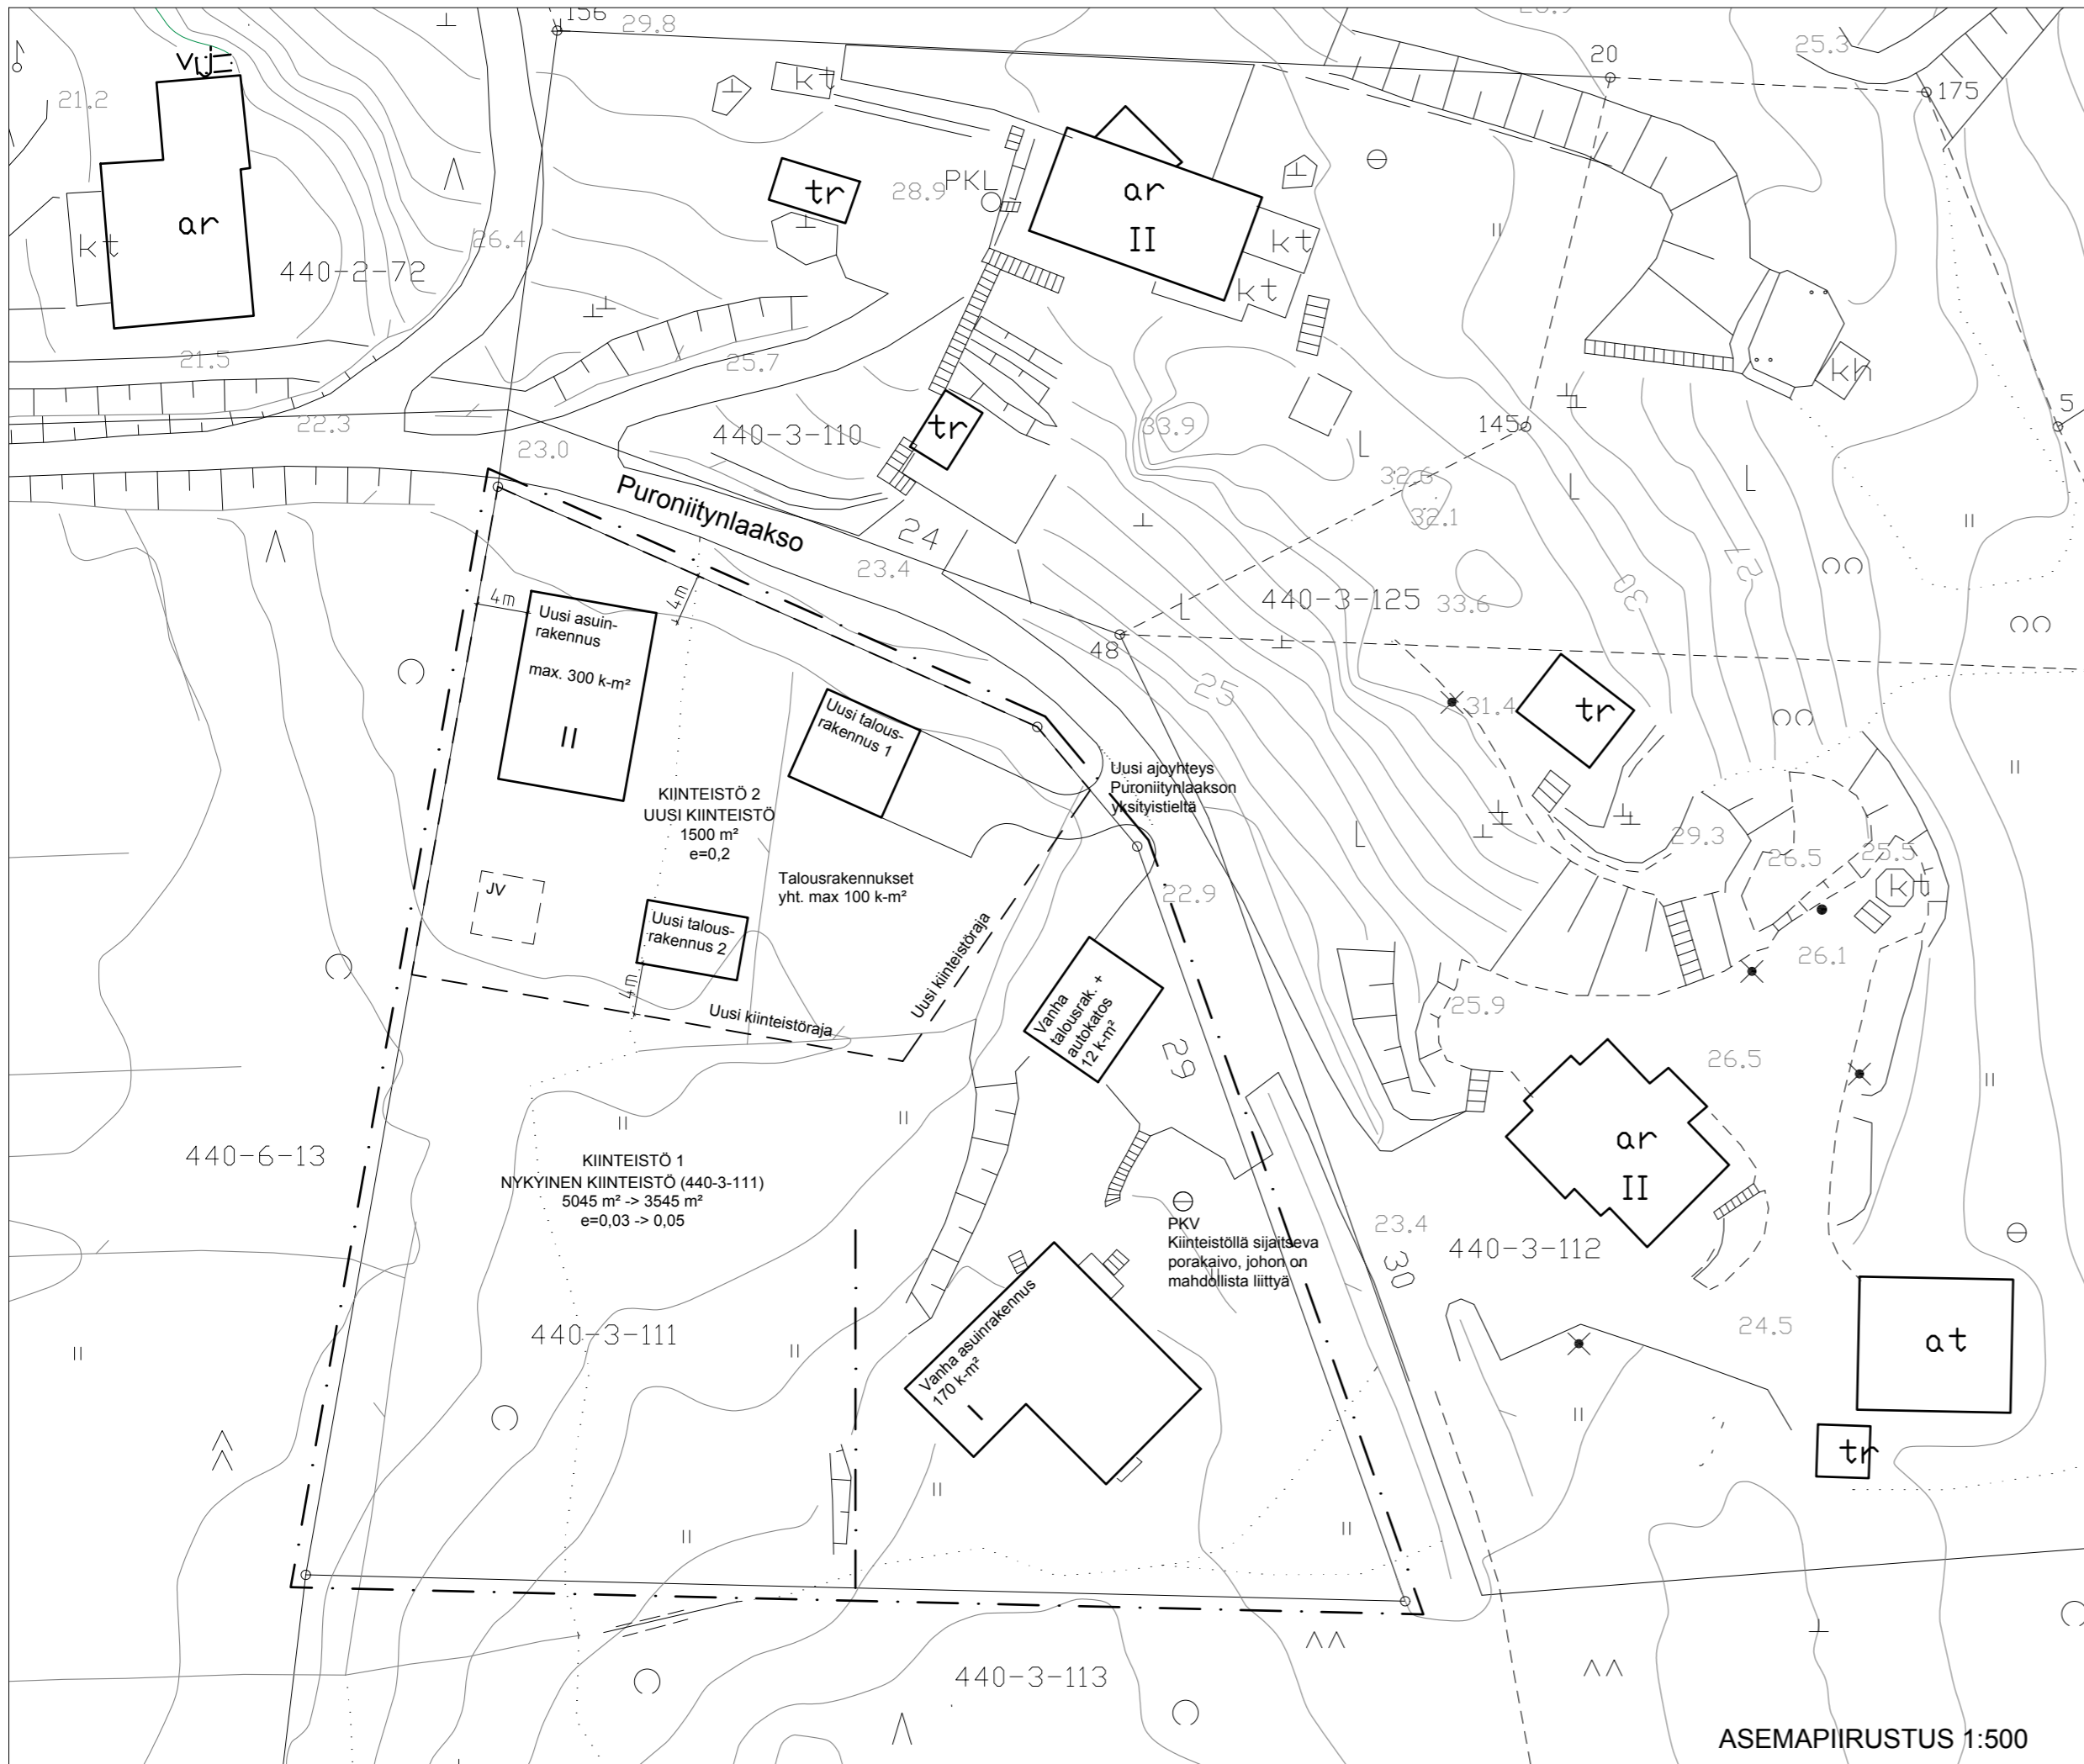 156
29.8
20
25.3
175
vj
21.2
kt
tr
28.9
PKL
ar
II
kt
kt
ar
kt
26.4
440-2-72
21.5
25.7
22.3
23.0
440-3-110
tr
33.9
145
5
kh
32.6
32.1
Puroniitynlaakso
24
23.4
440-3-125
33.6
30
27
48
25
31.4
tr
4m
4m
Uusi asuin-
rakennus
max. 300 k-m²
II
Uusi talous-
rakennus 1
Uusi ajoyhteys
Puroniitynlaakson
yksityistieltä
KIINTEISTÖ 2
UUSI KIINTEISTÖ
1500 m²
e=0,2
29.3
26.5
25.5
kt
JV
Talousrakennukset
yht. max 100 k-m²
22.9
Uusi talous-
rakennus 2
4m
Uusi kiinteistöraja
Uusi kiinteistöraja
26.1
25.9
Vanha
talousrak. +
autokatos
12 k-m²
29
26.5
ar
II
440-6-13
KIINTEISTÖ 1
NYKYINEN KIINTEISTÖ (440-3-111)
5045 m² -> 3545 m²
e=0,03 -> 0,05
PKV
Kiinteistöllä sijaitseva
porakaivo, johon on
mahdollista liittyä
23.4
440-3-112
30
24.5
at
440-3-111
Vanha asuinrakennus
170 k-m²
I
tr
440-3-113
ASEMAPIIRUSTUS 1:500